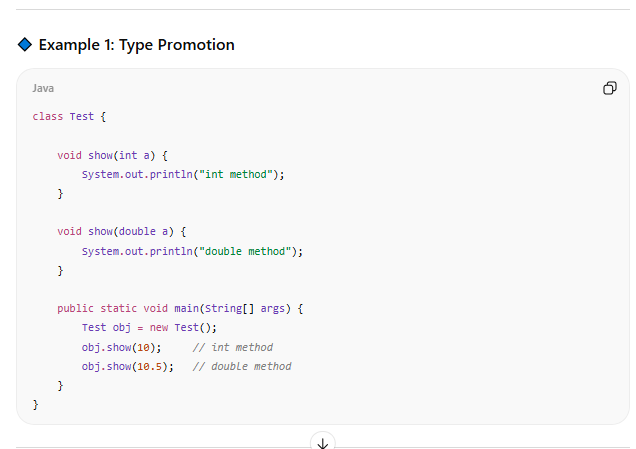 Example 1: Type Promotion
Java
class Test {
void show(int a) {
System.out.println("int method");
}
void show(double a) {
System.out.println("double method");
}
public static void main(String[] args) {
Test obj = new Test();
obj.show(10);     // int method
obj.show(10.5);   // double method
}
}